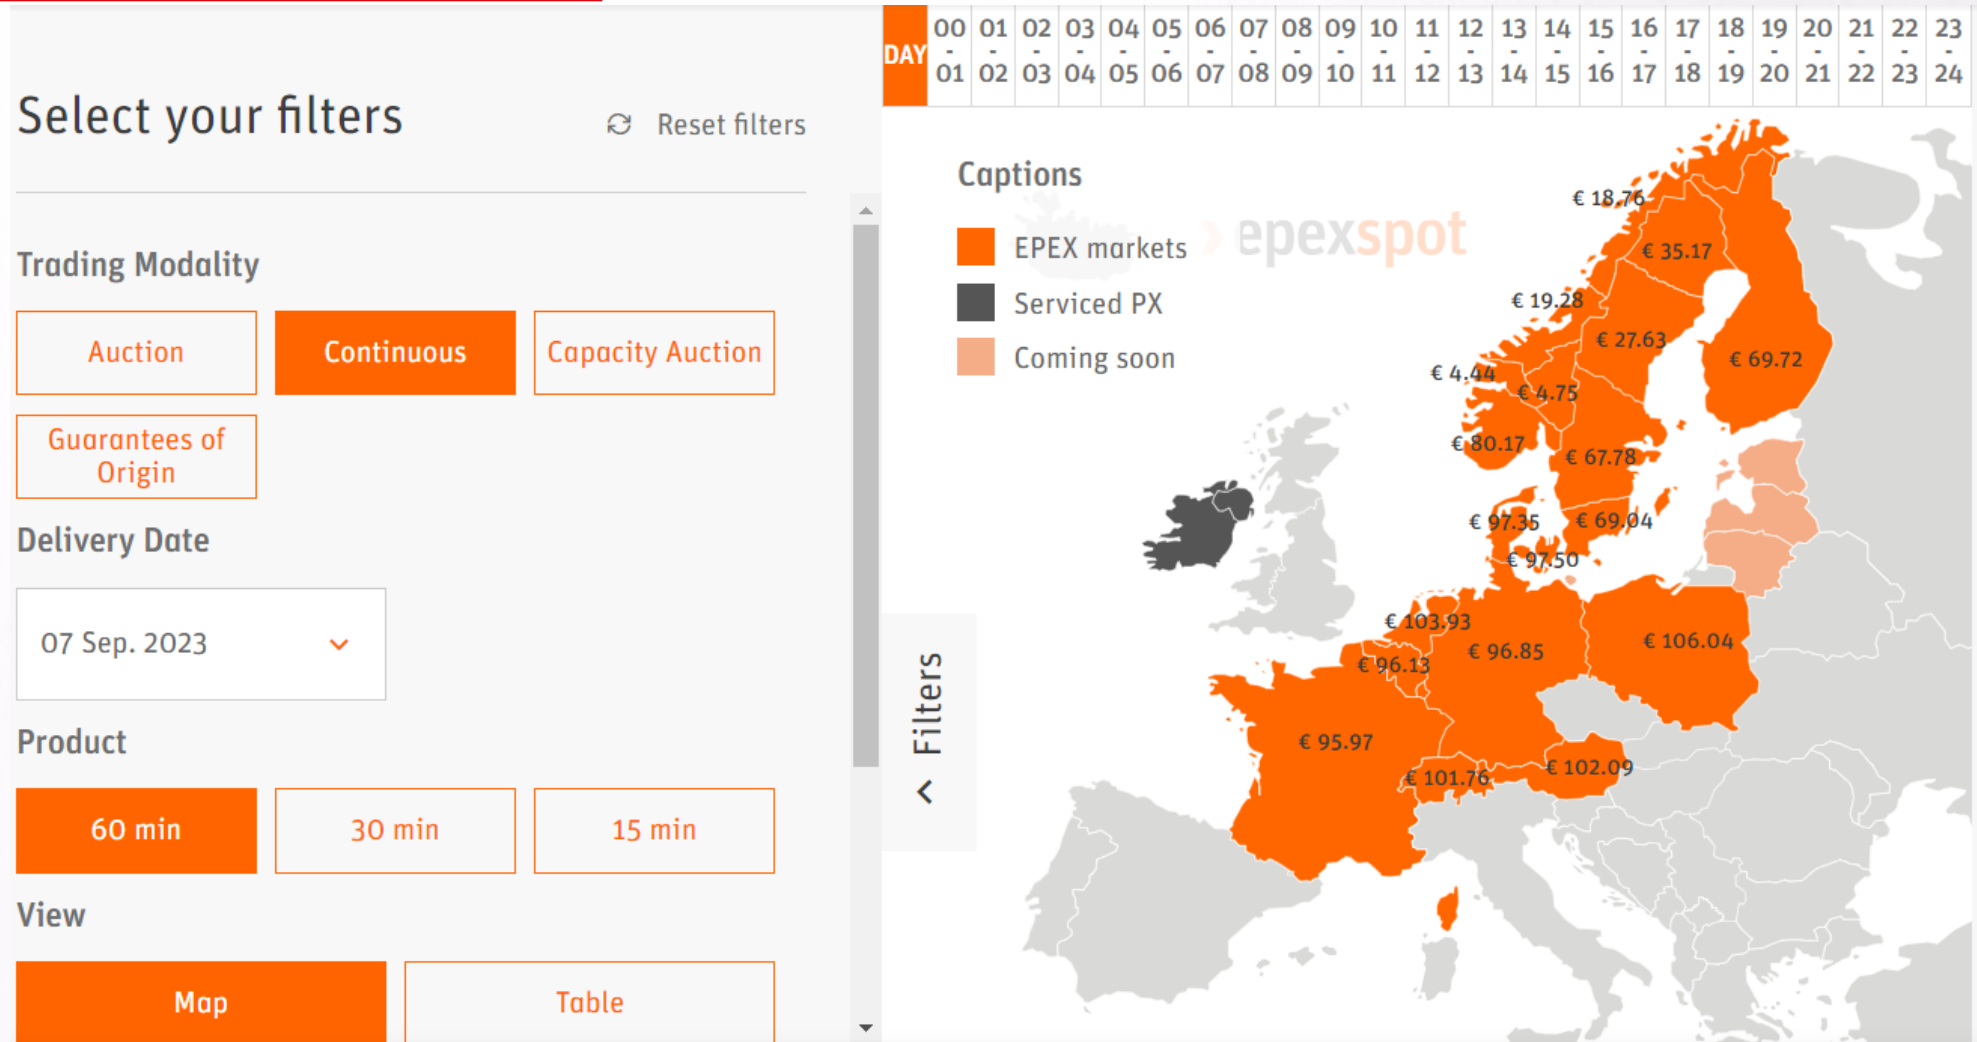 Select your filters
Reset filters
Trading Modality
Auction
Continuous
Capacity Auction
Guarantees of
Origin
Delivery Date
07 Sep. 2023
Product
60 min
30 min
15 min
View
Map
Table
DAY
00 - 01
01 - 02
02 - 03
03 - 04
04 - 05
05 - 06
06 - 07
07 - 08
08 - 09
09 - 10
10 - 11
11 - 12
12 - 13
13 - 14
14 - 15
15 - 16
16 - 17
17 - 18
18 - 19
19 - 20
20 - 21
21 - 22
22 - 23
23 - 24
Captions
EPEX markets
Serviced PX
Coming soon
epexspot
Filters
€ 18.76
€ 35.17
€ 19.28
€ 27.63
€ 69.72
€ 4.44
€ 4.75
€ 80.17
€ 67.78
€ 97.35
€ 69.04
€ 97.50
€ 103.93
€ 106.04
€ 96.13
€ 96.85
€ 95.97
€ 101.76
€ 102.09